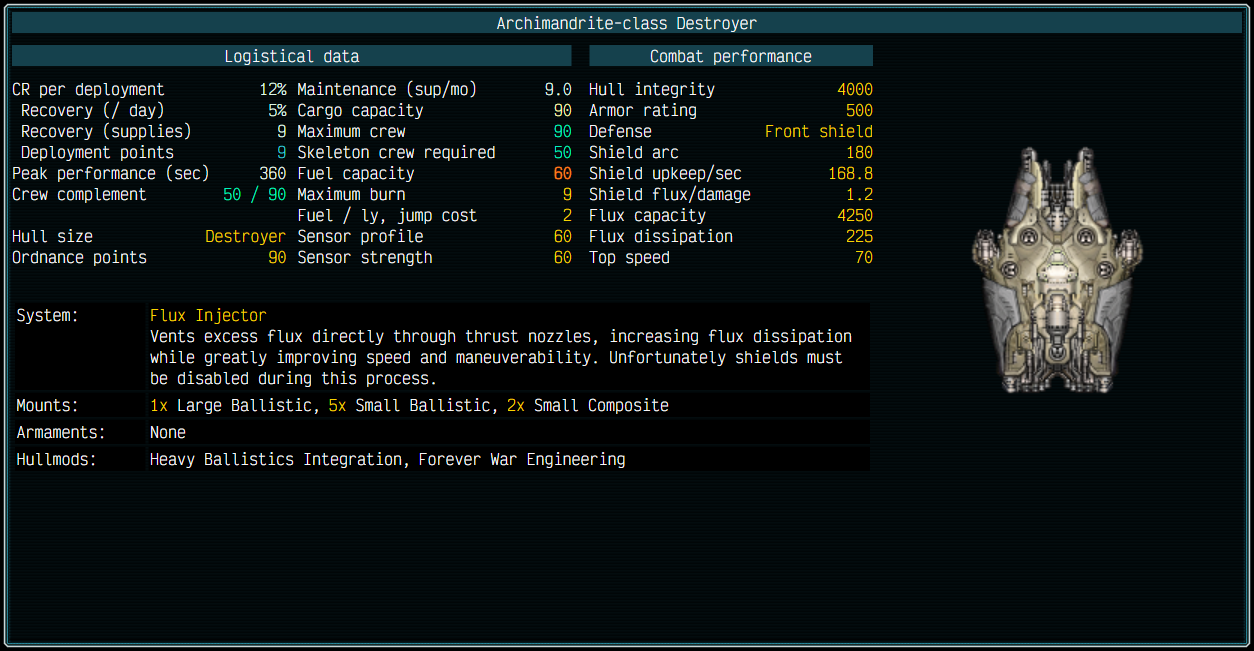 Archimandrite-class Destroyer
Logistical data
CR per deployment 12% Maintenance (sup/mo) 9.0
Recovery (/ day) 5% Cargo capacity 90
Recovery (supplies) 9 Maximum crew 90
Deployment points 9 Skeleton crew required 50
Peak performance (sec) 360 Fuel capacity 60
Crew complement 50 / 90 Maximum burn 9
Fuel / ly, jump cost 2
Hull size Destroyer Sensor profile 60
Ordnance points 90 Sensor strength 60
Combat performance
Hull integrity 4000
Armor rating 500
Defense Front shield
Shield arc 180
Shield upkeep/sec 168.8
Shield flux/damage 1.2
Flux capacity 4250
Flux dissipation 225
Top speed 70
System: Flux Injector
Vents excess flux directly through thrust nozzles, increasing flux dissipation
while greatly improving speed and maneuverability. Unfortunately shields must
be disabled during this process.
Mounts: 1x Large Ballistic, 5x Small Ballistic, 2x Small Composite
Armaments: None
Hullmods: Heavy Ballistics Integration, Forever War Engineering